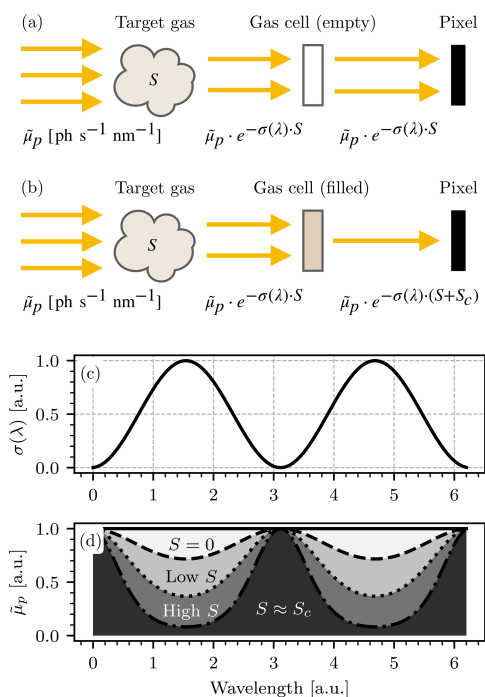 (a) Target gas Gas cell (empty) Pixel
S
μ̃ₚ [ph s⁻¹ nm⁻¹] μ̃ₚ · e^−σ(λ)·S μ̃ₚ · e^−σ(λ)·S
(b) Target gas Gas cell (filled) Pixel
S
μ̃ₚ [ph s⁻¹ nm⁻¹] μ̃ₚ · e^−σ(λ)·S μ̃ₚ · e^−σ(λ)·(S+S_c)
(c)
σ(λ) [a.u.]
1.0
0.5
0.0
0 1 2 3 4 5 6
(d)
μ̃ₚ [a.u.]
1.0
0.5
0.0
S = 0
Low S
High S
S ≈ S_c
0 1 2 3 4 5 6
Wavelength [a.u.]